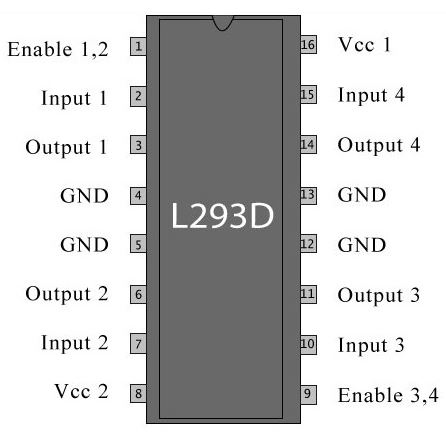 Enable 1,2 1 16 Vcc 1
Input 1 2 15 Input 4
Output 1 3 14 Output 4
GND 4 13 GND
L293D
GND 5 12 GND
Output 2 6 11 Output 3
Input 2 7 10 Input 3
Vcc 2 8 9 Enable 3,4